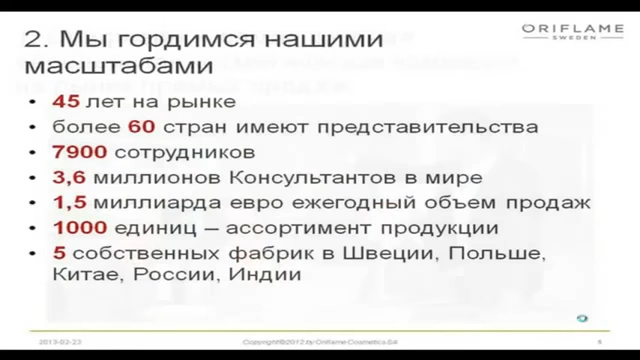 2. Мы гордимся нашими
масштабами
ORIFLAME
SWEDEN
• 45 лет на рынке
• более 60 стран имеют представительства
• 7900 сотрудников
• 3,6 миллионов Консультантов в мире
• 1,5 миллиарда евро ежегодный объем продаж
• 1000 единиц – ассортимент продукции
• 5 собственных фабрик в Швеции, Польше,
Китае, России, Индии
2013-02-23
Copyright ©2012 by Oriflame Cosmetics SA